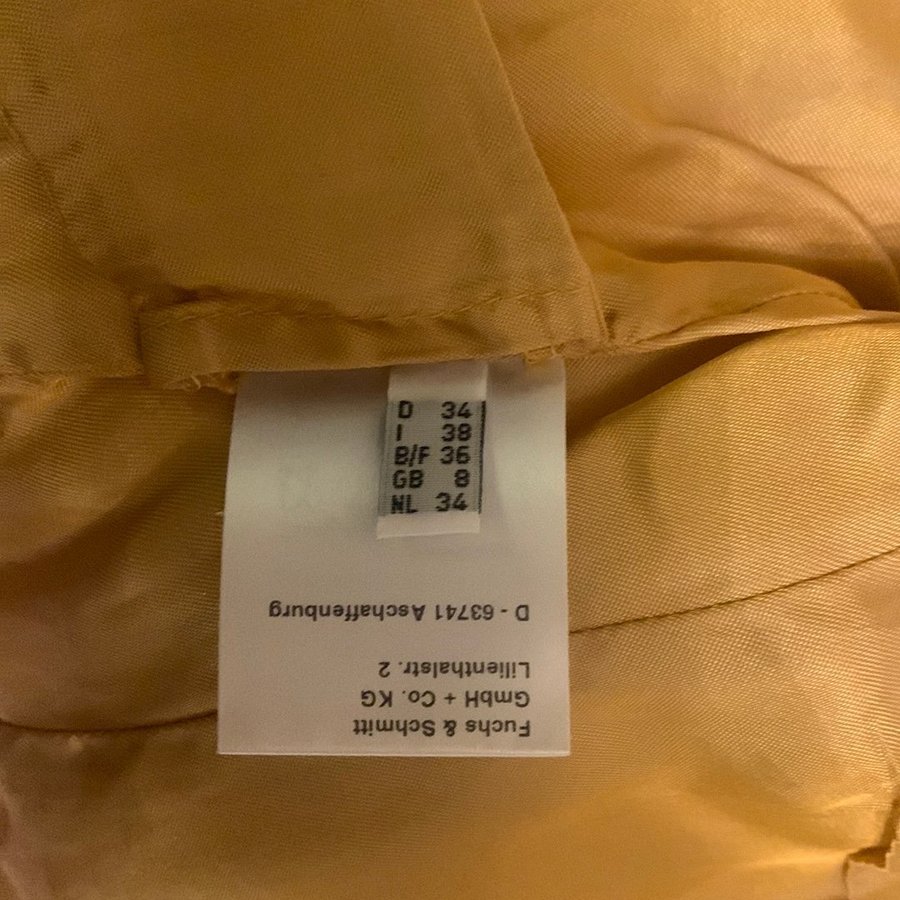 D 34
I 38
B/F 36
GB 8
NL 34
Fuchs & Schmitt
GmbH + Co. KG
Lilienthalstr. 2
D - 63741 Aschaffenburg